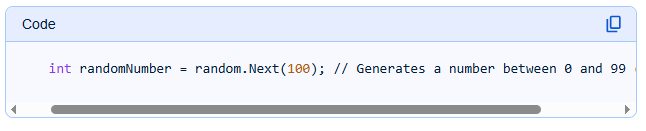 Code
int randomNumber = random.Next(100); // Generates a number between 0 and 99